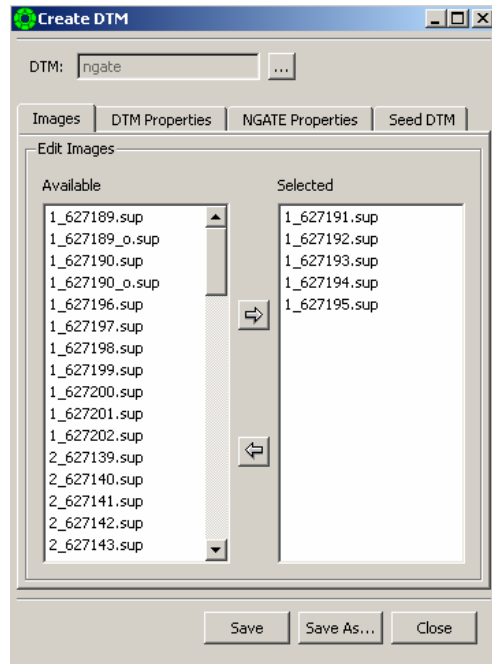 Create DTM
DTM: ngate ...
Images DTM Properties NGATE Properties Seed DTM
Edit Images
Available Selected
1_627189.sup 1_627191.sup
1_627189_o.sup 1_627192.sup
1_627190.sup 1_627193.sup
1_627190_o.sup 1_627194.sup
1_627196.sup 1_627195.sup
1_627197.sup
1_627198.sup
1_627199.sup
1_627200.sup
1_627201.sup
1_627202.sup
2_627139.sup
2_627140.sup
2_627141.sup
2_627142.sup
2_627143.sup
Save Save As... Close